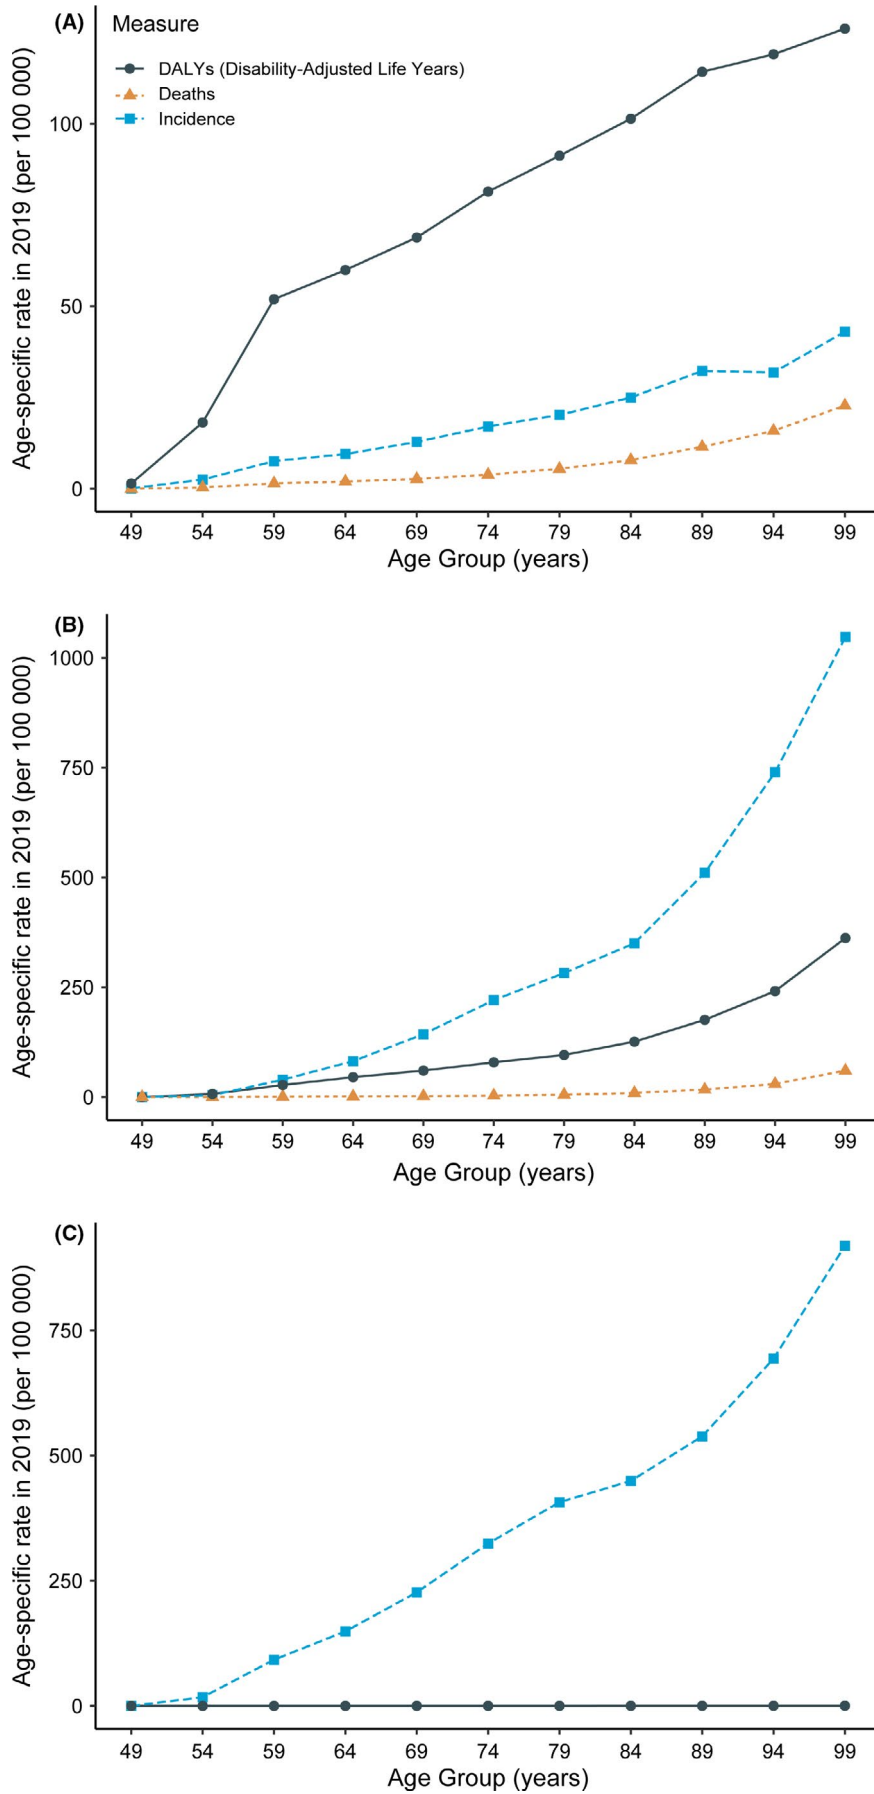 (A)
Measure
DALYs (Disability-Adjusted Life Years)
Deaths
Incidence
Age-specific rate in 2019 (per 100 000)
100
50
0
49 54 59 64 69 74 79 84 89 94 99
Age Group (years)
(B)
Age-specific rate in 2019 (per 100 000)
1000
750
500
250
0
49 54 59 64 69 74 79 84 89 94 99
Age Group (years)
(C)
Age-specific rate in 2019 (per 100 000)
750
500
250
0
49 54 59 64 69 74 79 84 89 94 99
Age Group (years)